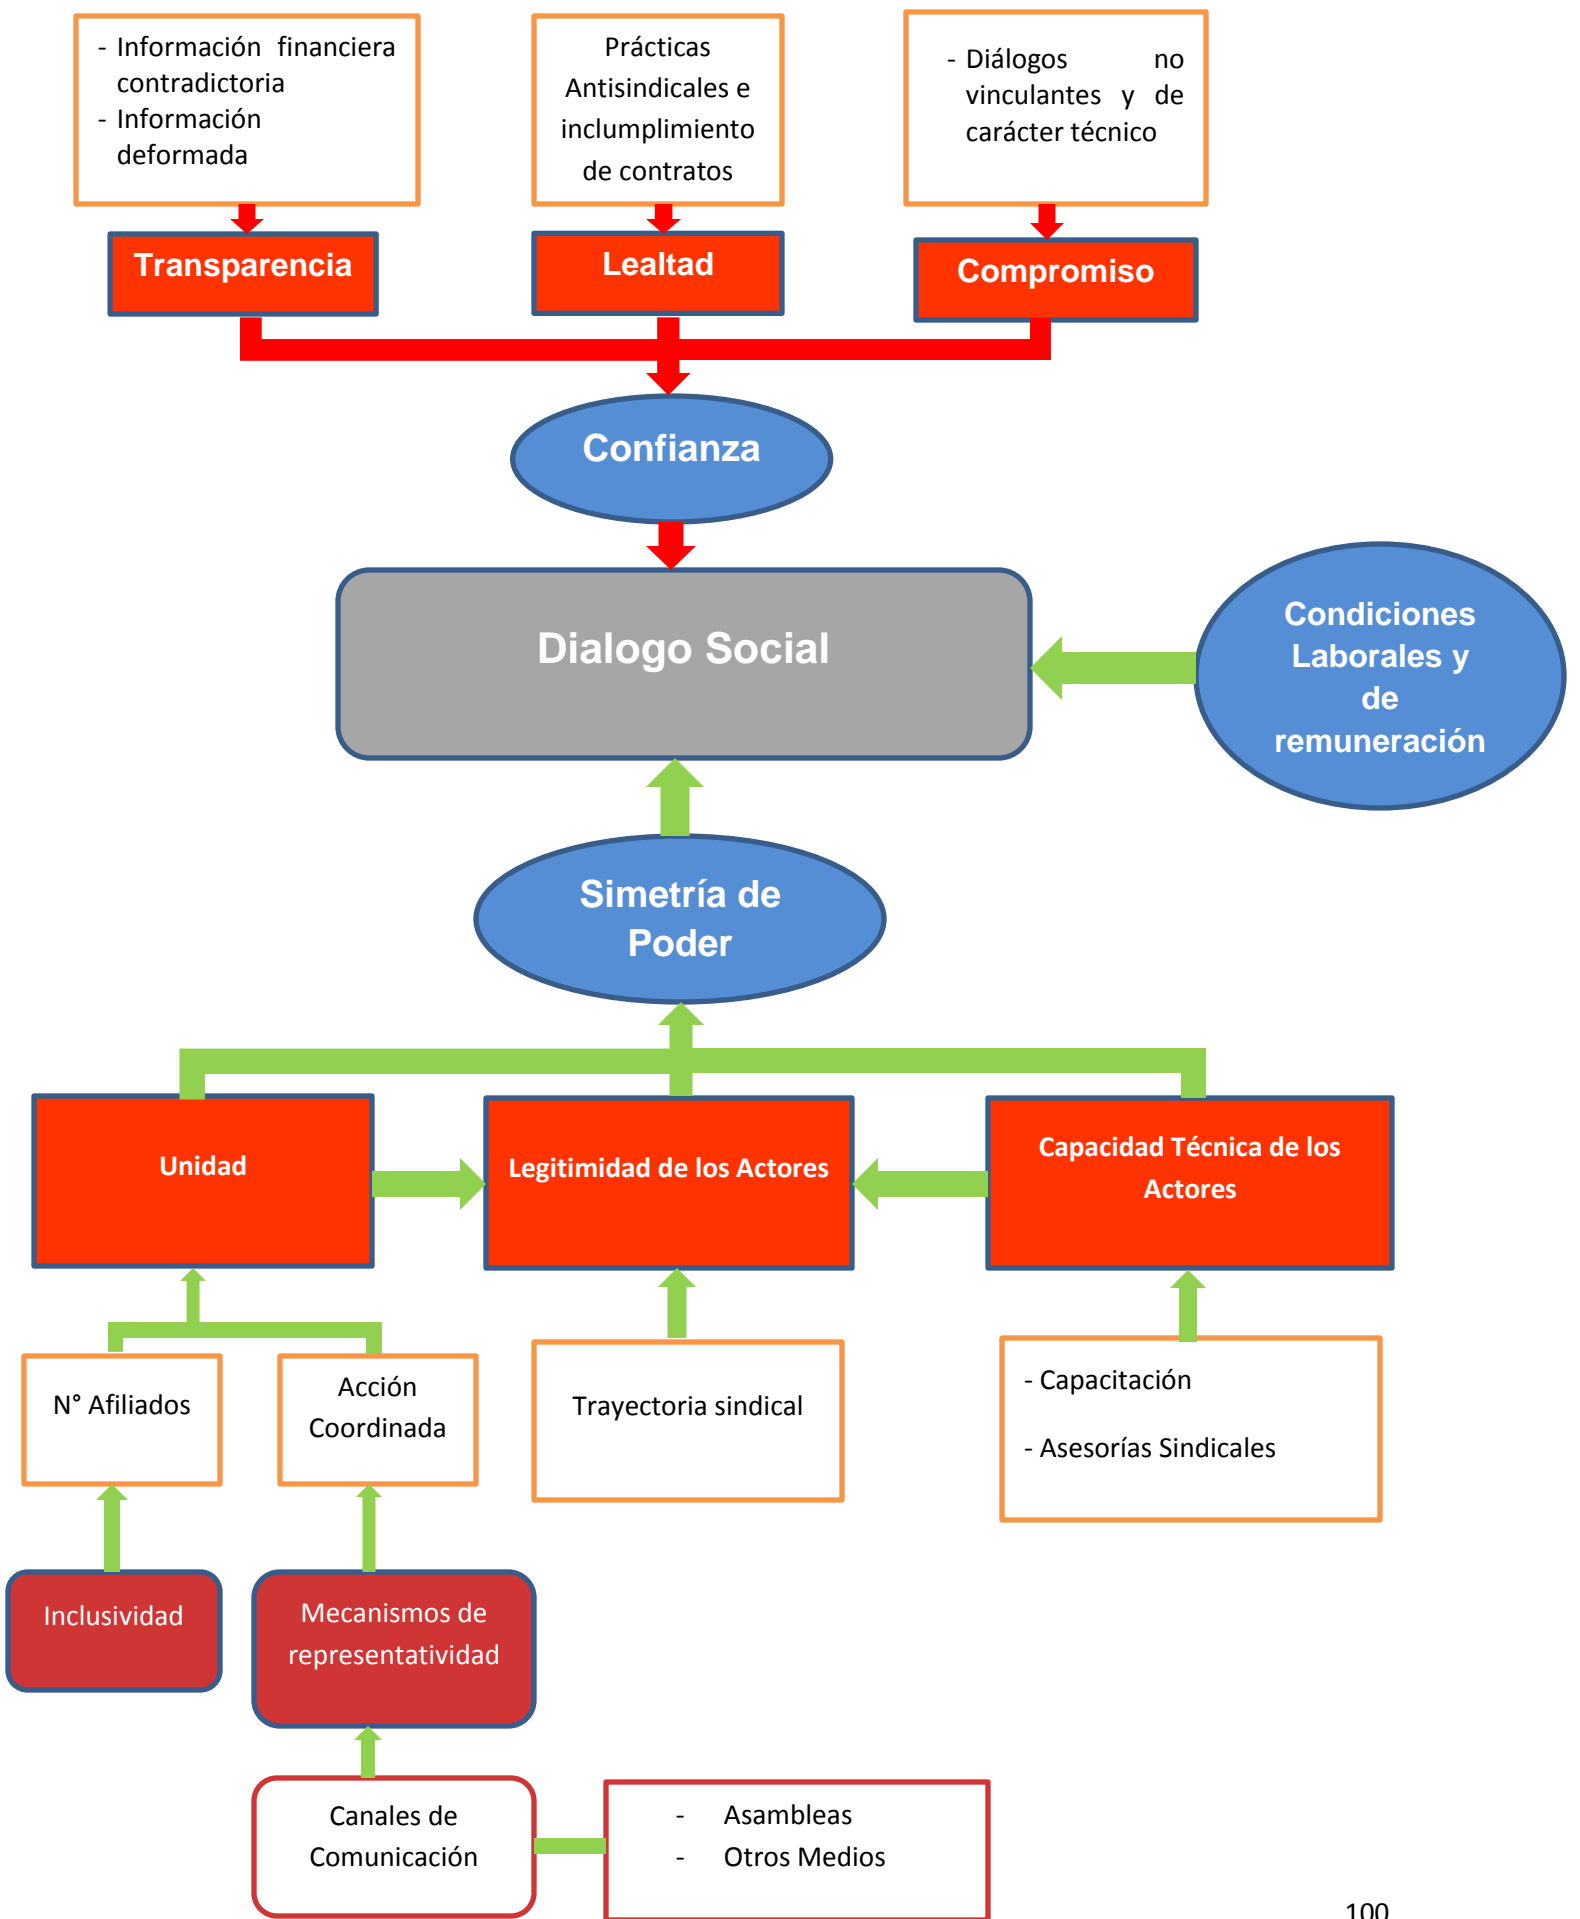 - Información financiera
contradictoria
- Información
deformada
Prácticas
Antisindicales e
inclumplimiento
de contratos
- Diálogos no
vinculantes y de
carácter técnico
Transparencia
Lealtad
Compromiso
Confianza
Dialogo Social
Condiciones
Laborales y
de
remuneración
Simetría de
Poder
Unidad
Legitimidad de los Actores
Capacidad Técnica de los
Actores
N° Afiliados
Acción
Coordinada
Trayectoria sindical
- Capacitación
- Asesorías Sindicales
Inclusividad
Mecanismos de
representatividad
Canales de
Comunicación
- Asambleas
- Otros Medios
100